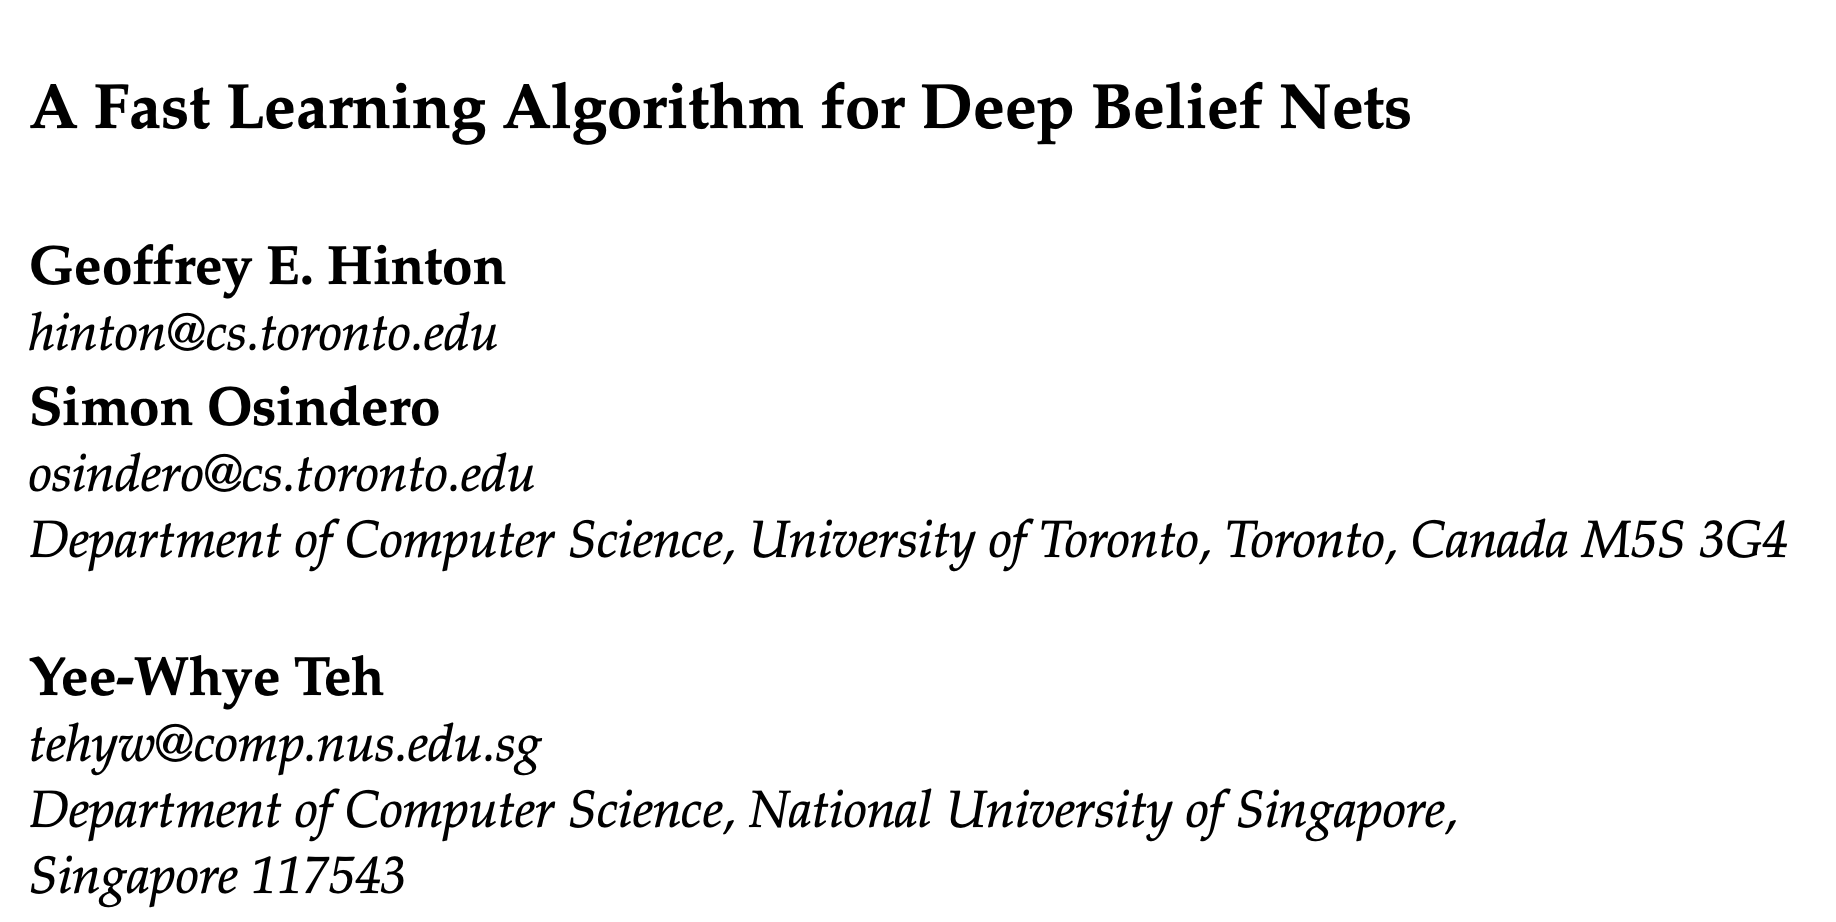 A Fast Learning Algorithm for Deep Belief Nets
Geoffrey E. Hinton
hinton@cs.toronto.edu
Simon Osindero
osindero@cs.toronto.edu
Department of Computer Science, University of Toronto, Toronto, Canada M5S 3G4
Yee-Whye Teh
tehyw@comp.nus.edu.sg
Department of Computer Science, National University of Singapore,
Singapore 117543